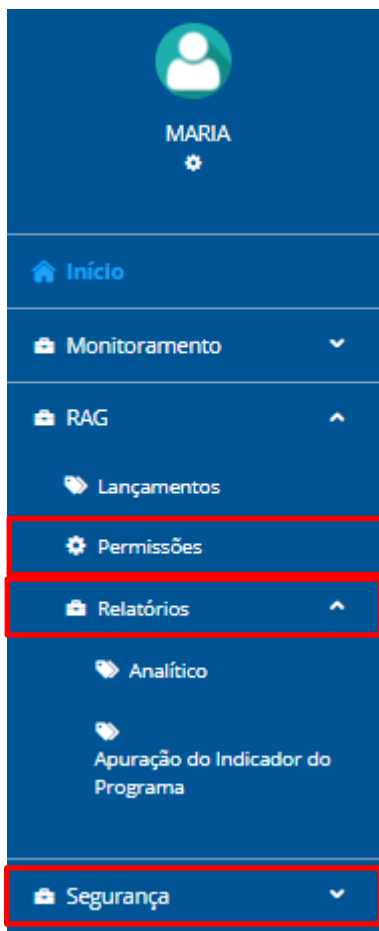 MARIA
Início
Monitoramento
RAG
Lançamentos
Permissões
Relatórios
Analítico
Apuração do Indicador do
Programa
Segurança